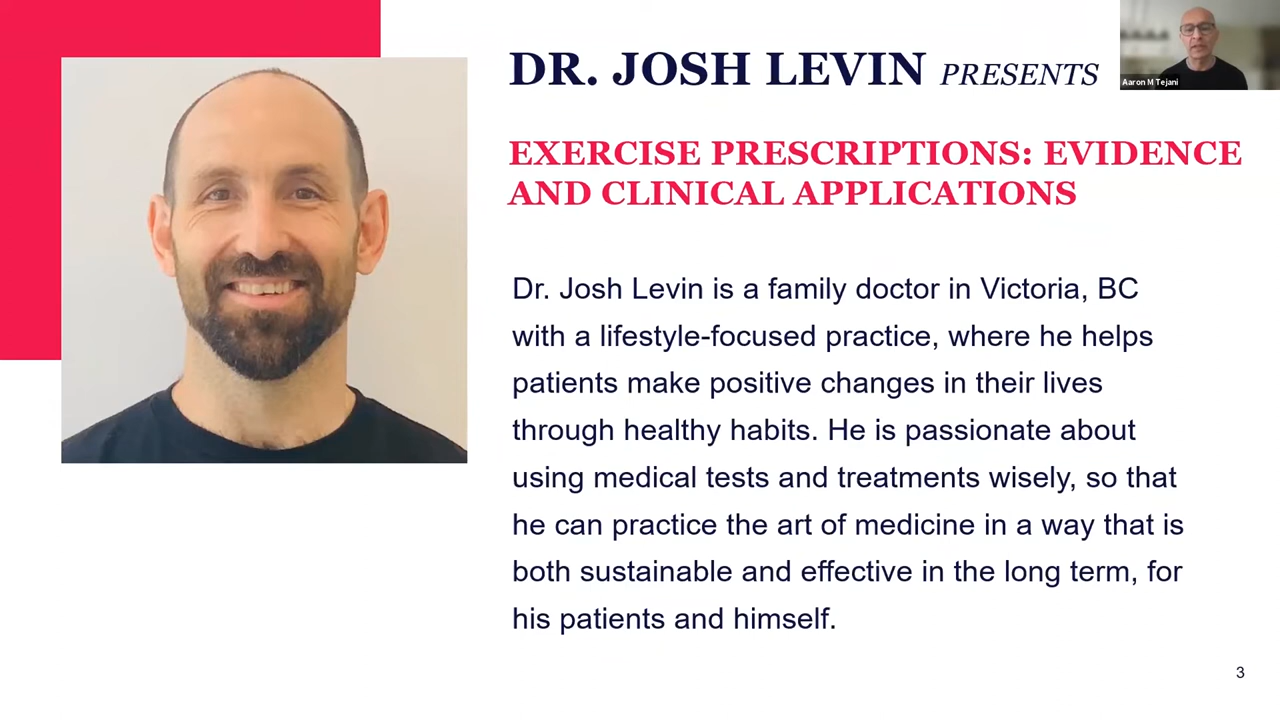 DR. JOSH LEVIN PRESENTS
Aaron M Tejani
EXERCISE PRESCRIPTIONS: EVIDENCE
AND CLINICAL APPLICATIONS
Dr. Josh Levin is a family doctor in Victoria, BC
with a lifestyle-focused practice, where he helps
patients make positive changes in their lives
through healthy habits. He is passionate about
using medical tests and treatments wisely, so that
he can practice the art of medicine in a way that is
both sustainable and effective in the long term, for
his patients and himself.
3